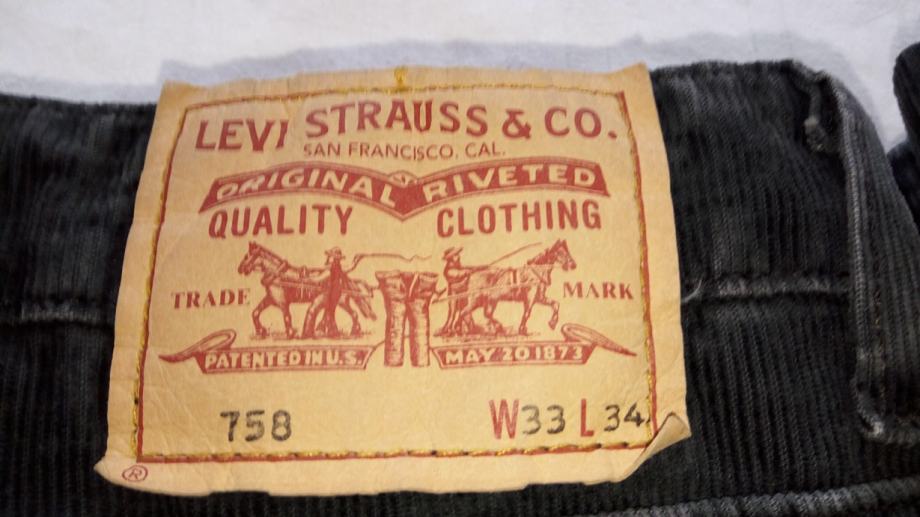 LEVI STRAUSS & CO.
SAN FRANCISCO, CAL.
ORIGINAL RIVETED
QUALITY CLOTHING
TRADE MARK
PATENTED IN U.S. MAY 20 1873
758 W33 L34
®